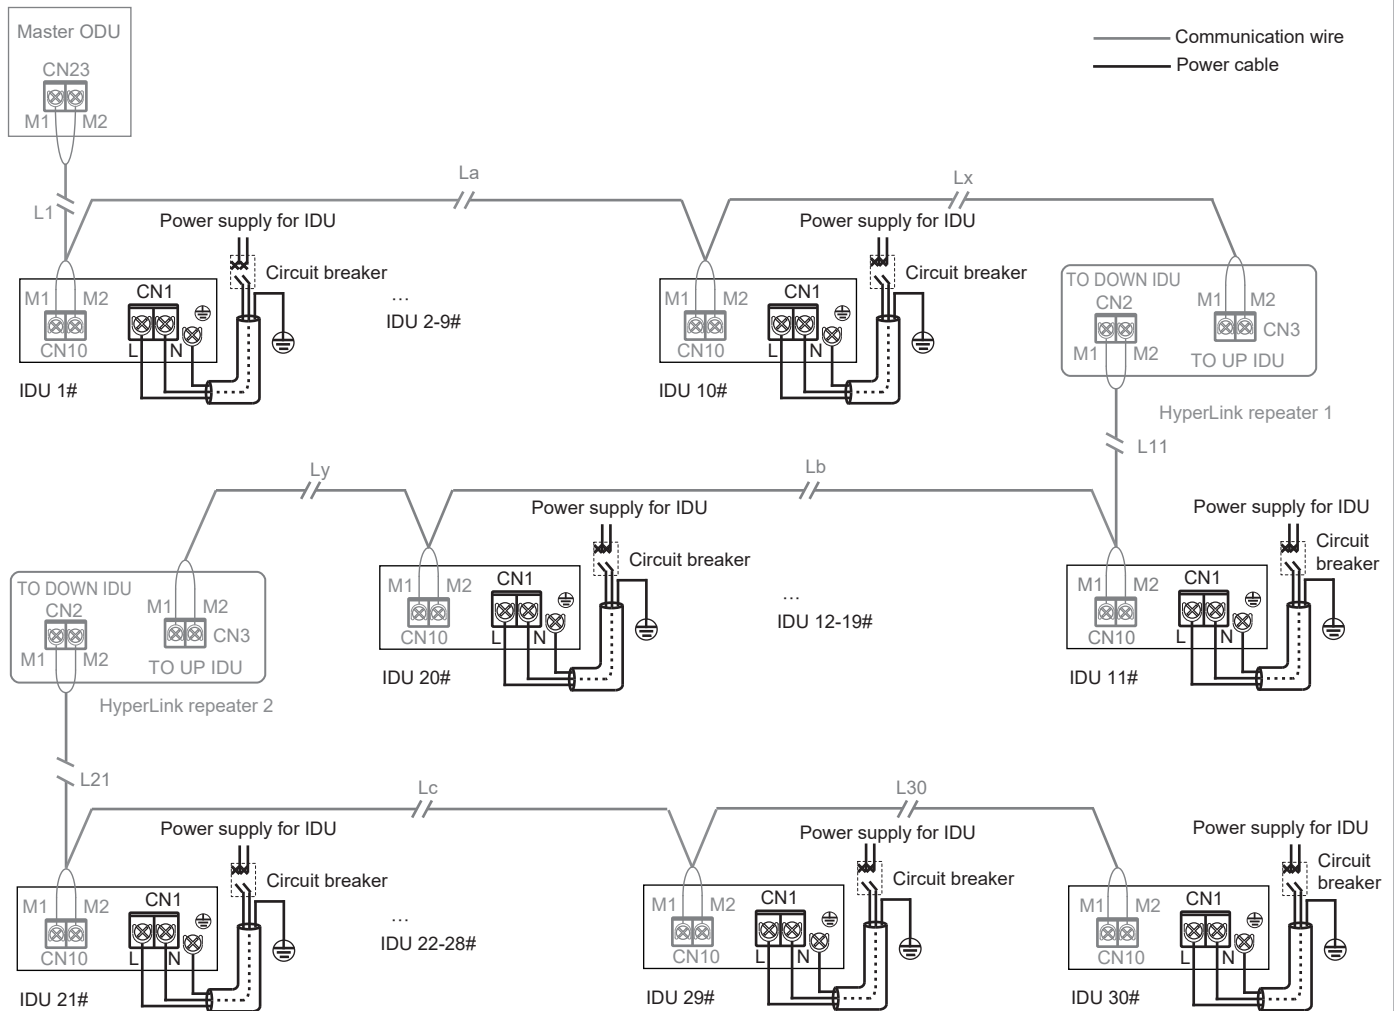 Master ODU
CN23
M1 M2
Communication wire
Power cable
L1
La
Lx
Power supply for IDU
Circuit breaker
M1 M2
CN1
CN10
L N
IDU 1#
...
IDU 2-9#
Power supply for IDU
Circuit breaker
M1 M2
CN1
CN10
L N
IDU 10#
TO DOWN IDU
CN2
M1 M2
M1 M2
CN3
TO UP IDU
HyperLink repeater 1
L11
Ly
Lb
TO DOWN IDU
CN2
M1 M2
M1 M2
CN3
TO UP IDU
HyperLink repeater 2
Power supply for IDU
Circuit breaker
M1 M2
CN1
CN10
L N
IDU 20#
...
IDU 12-19#
Power supply for IDU
Circuit
breaker
M1 M2
CN1
CN10
L N
IDU 11#
L21
Lc
L30
Power supply for IDU
Circuit breaker
M1 M2
CN1
CN10
L N
IDU 21#
...
IDU 22-28#
Power supply for IDU
Circuit breaker
M1 M2
CN1
CN10
L N
IDU 29#
Power supply for IDU
Circuit
breaker
M1 M2
CN1
CN10
L N
IDU 30#